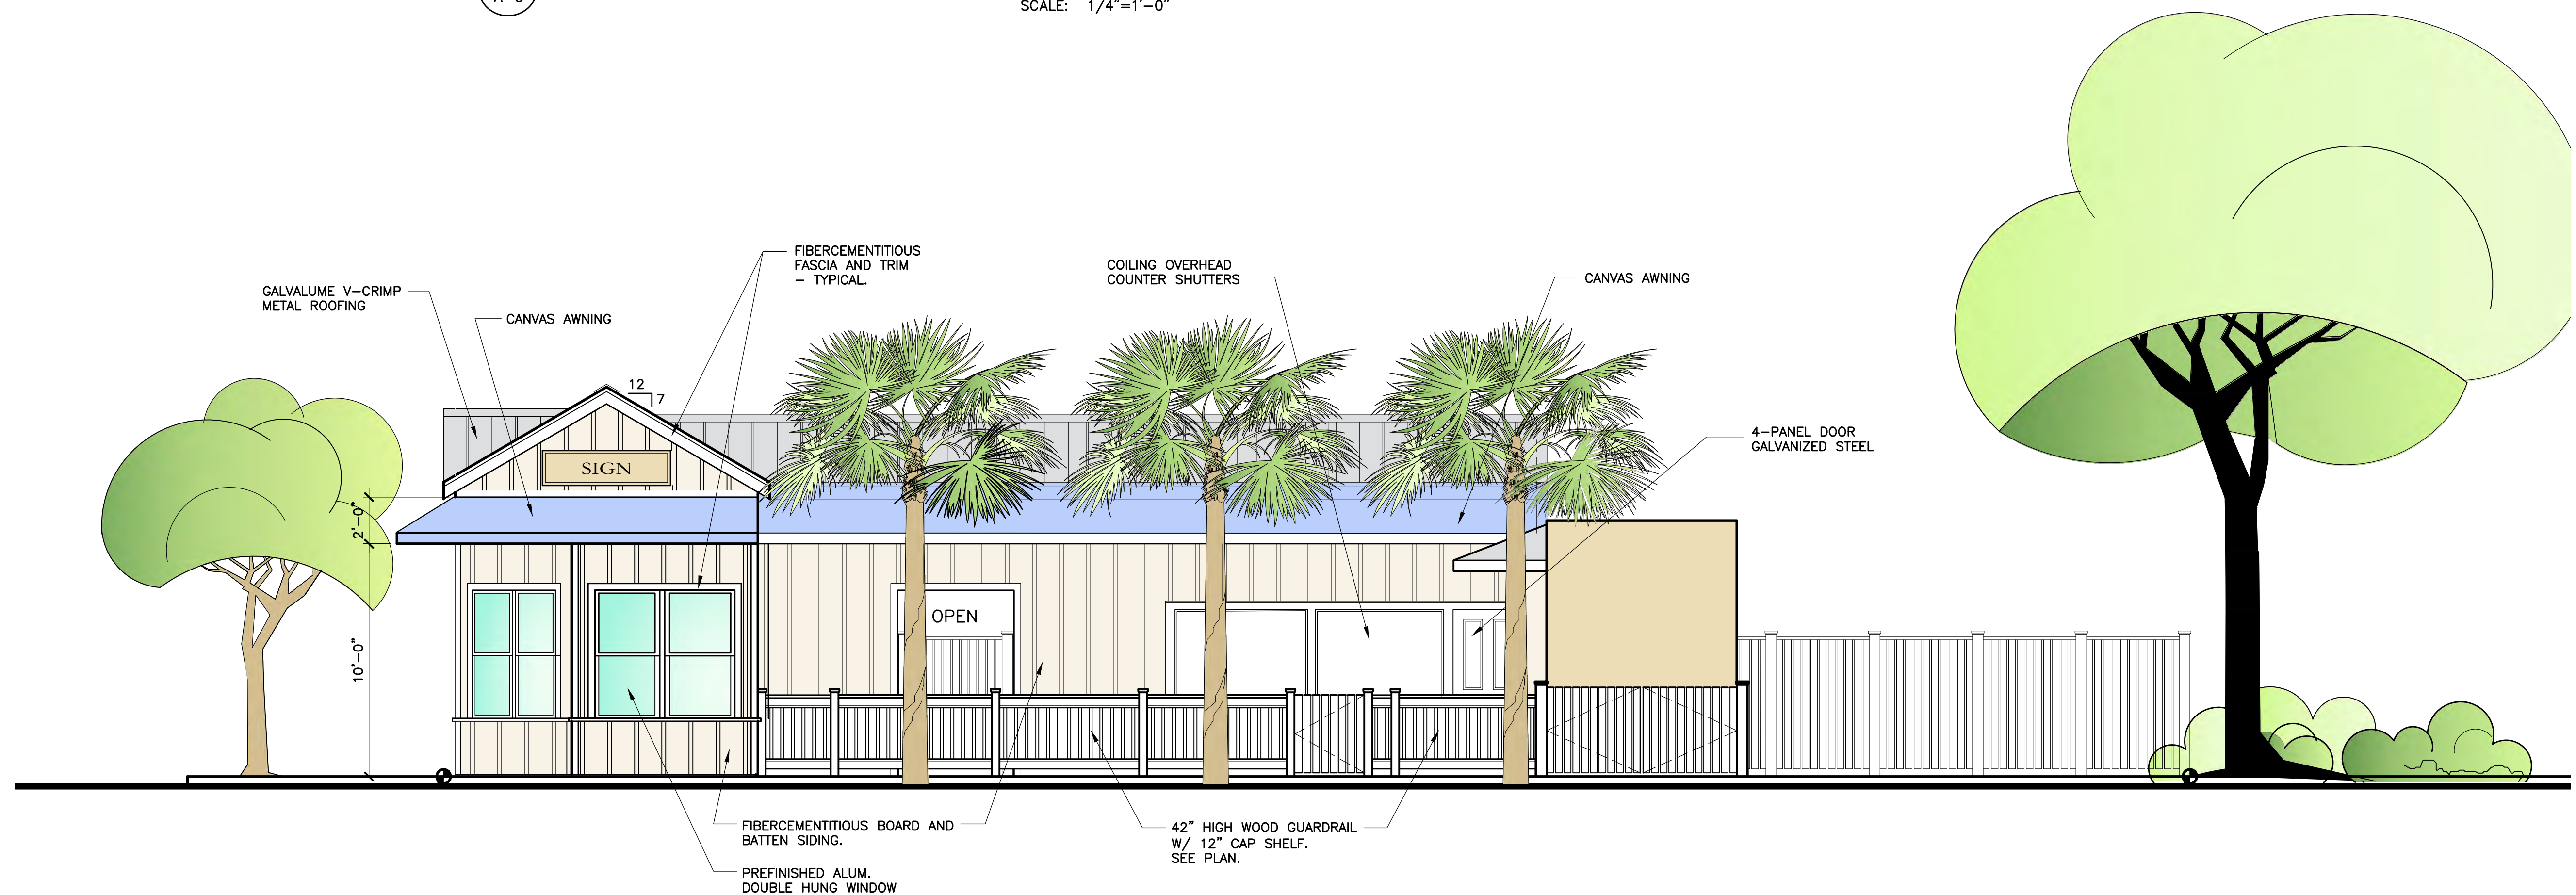 SCALE: 1/4"=1'-0"
FIBERCEMENTITIOUS
FASCIA AND TRIM
- TYPICAL.
COILING OVERHEAD
COUNTER SHUTTERS
CANVAS AWNING
GALVALUME V-CRIMP
METAL ROOFING
CANVAS AWNING
12
7
4-PANEL DOOR
GALVANIZED STEEL
SIGN
2'-0"
OPEN
10'-0"
FIBERCEMENTITIOUS BOARD AND
BATTEN SIDING.
42" HIGH WOOD GUARDRAIL
W/ 12" CAP SHELF.
SEE PLAN.
PREFINISHED ALUM.
DOUBLE HUNG WINDOW